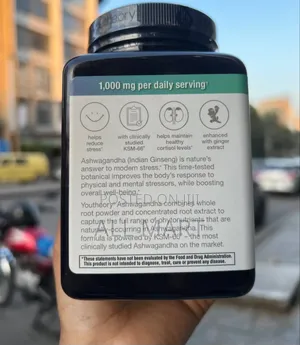 1,000 mg per daily serving†
helps
reduce
stress†
with clinically
studied
KSM-66®
helps maintain
healthy
cortisol levels†
enhanced
with ginger
extract
Ashwagandha (Indian Ginseng) is nature's
answer to modern stress.† This time-tested
botanical improves the body's response to
physical and mental stressors, while boosting
overall well-being.†
Youtheory® Ashwagandha combines whole
root powder and concentrated root extract to
capture the full range of phytonutrients that are
naturally occurring in Ashwagandha. This
formula is powered by KSM-66®- the most
clinically studied Ashwagandha on the market.
†These statements have not been evaluated by the Food and Drug Administration.
This product is not intended to diagnose, treat, cure or prevent any disease.
POSTED ON JIJI